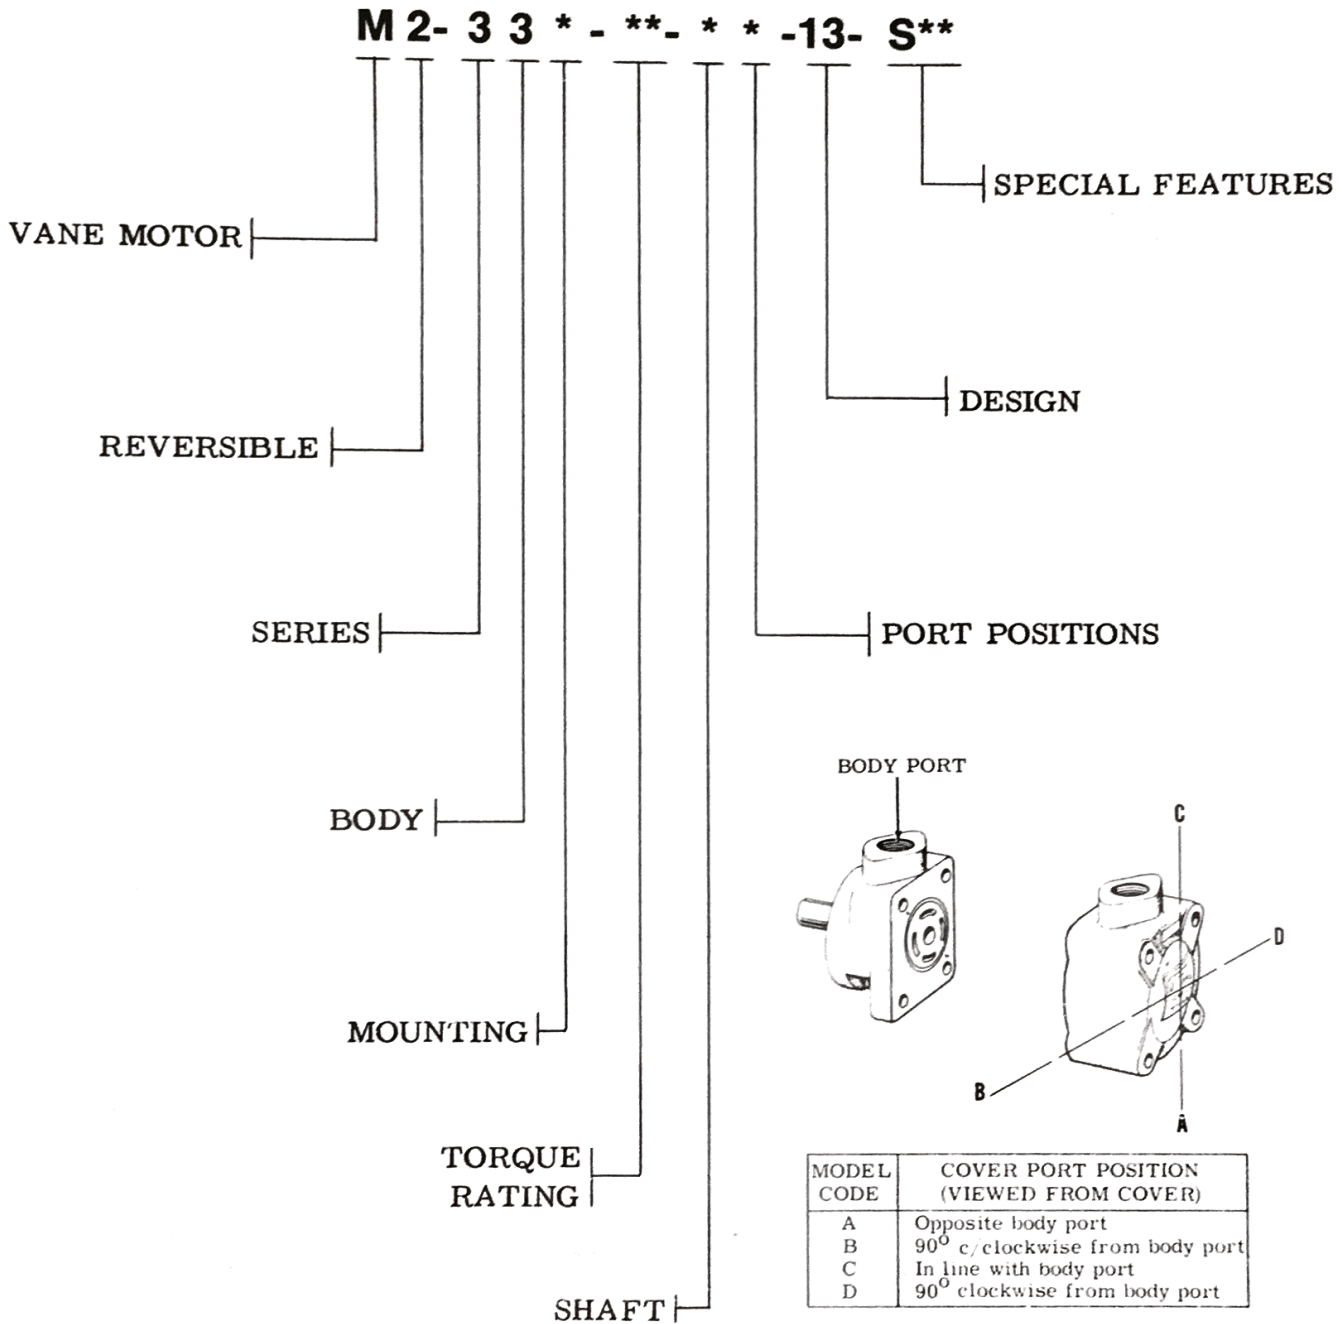 M 2- 3 3 * - **- * * -13- S**
SPECIAL FEATURES
VANE MOTOR
DESIGN
REVERSIBLE
SERIES
PORT POSITIONS
BODY PORT
BODY
C
D
MOUNTING
B
A
TORQUE
RATING
MODEL CODE COVER PORT POSITION (VIEWED FROM COVER)
A Opposite body port
B 90° c/clockwise from body port
C In line with body port
D 90° clockwise from body port
SHAFT